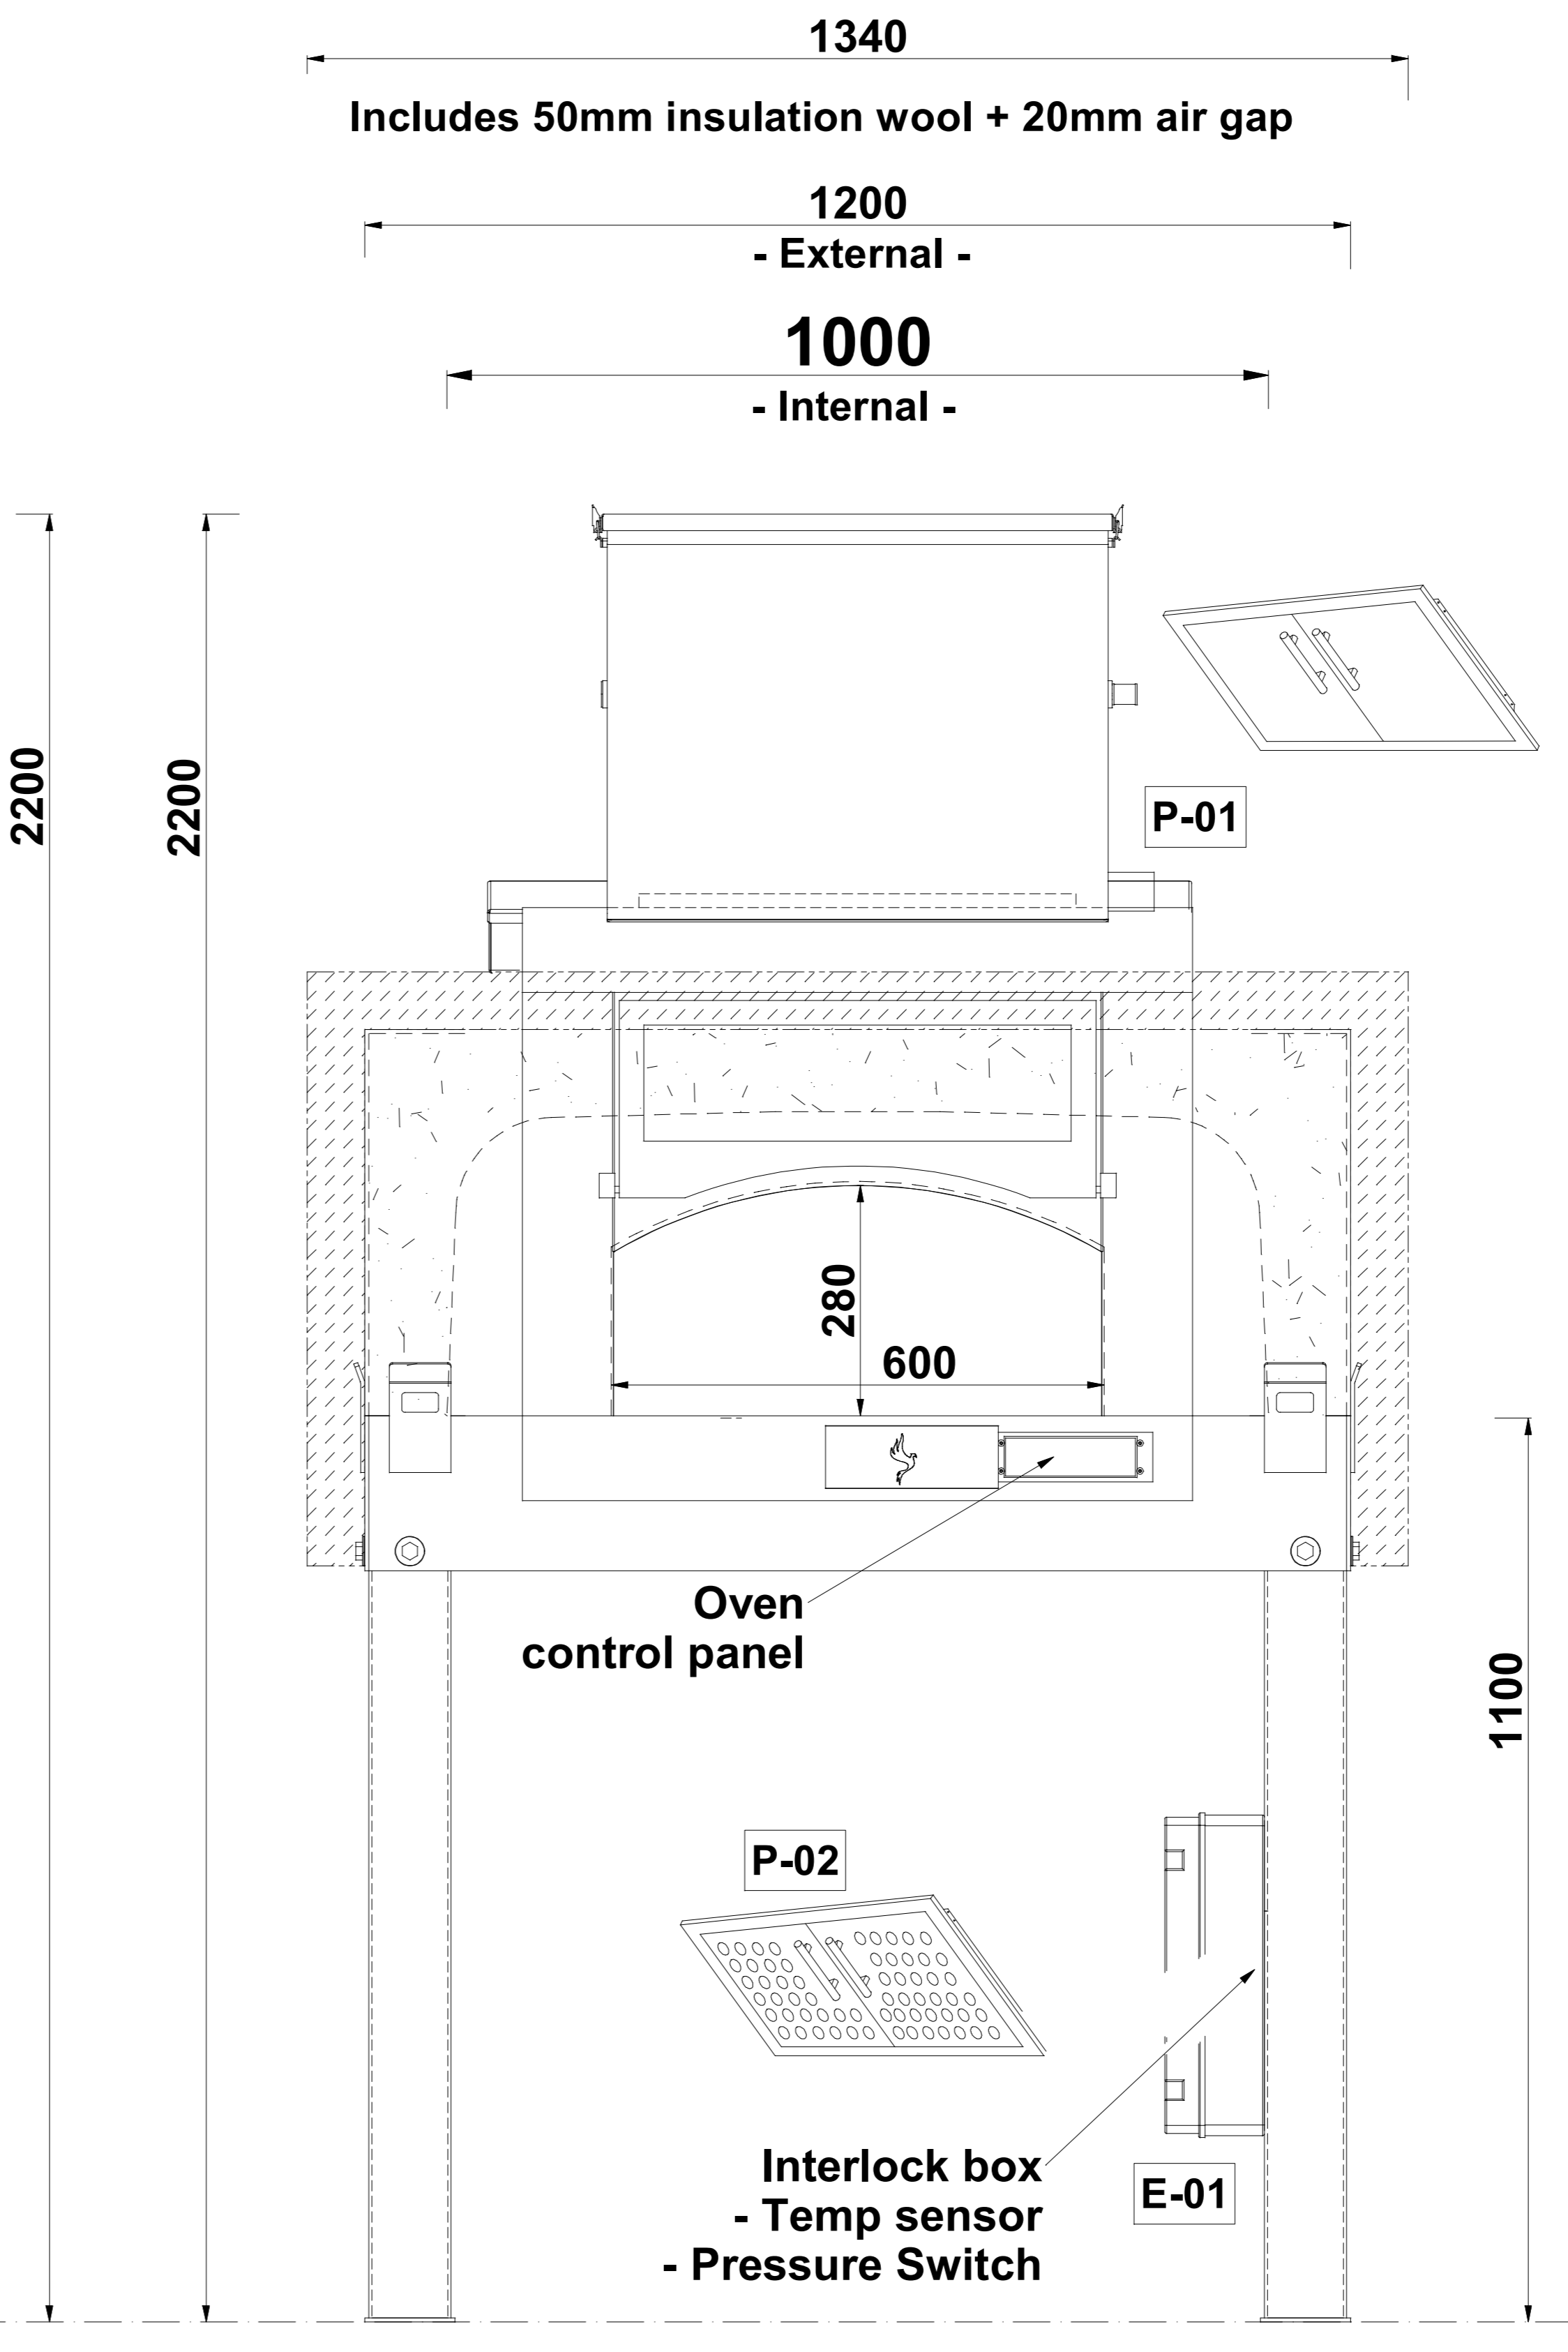 1340
Includes 50mm insulation wool + 20mm air gap
1200
- External -
1000
- Internal -
2200
2200
P-01
280
600
Oven
control panel
1100
P-02
Interlock box
- Temp sensor
- Pressure Switch
E-01